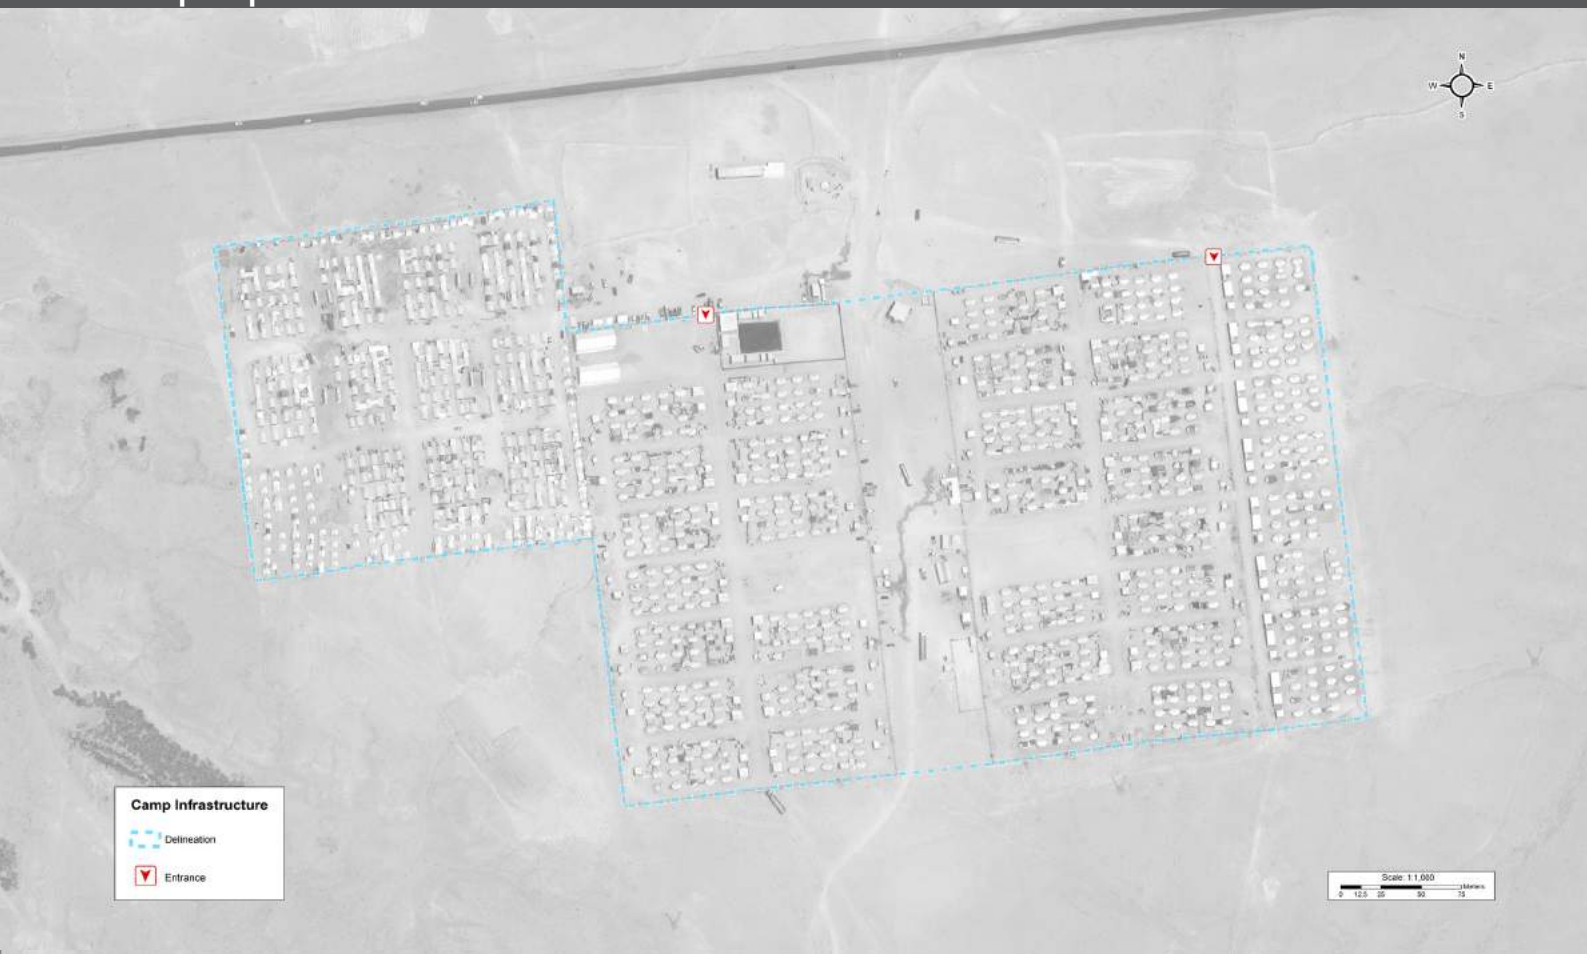 N
W E
S
Camp Infrastructure
Delineation
Entrance
Scale: 1:1,000
Meters
0 12.5 25 50 75